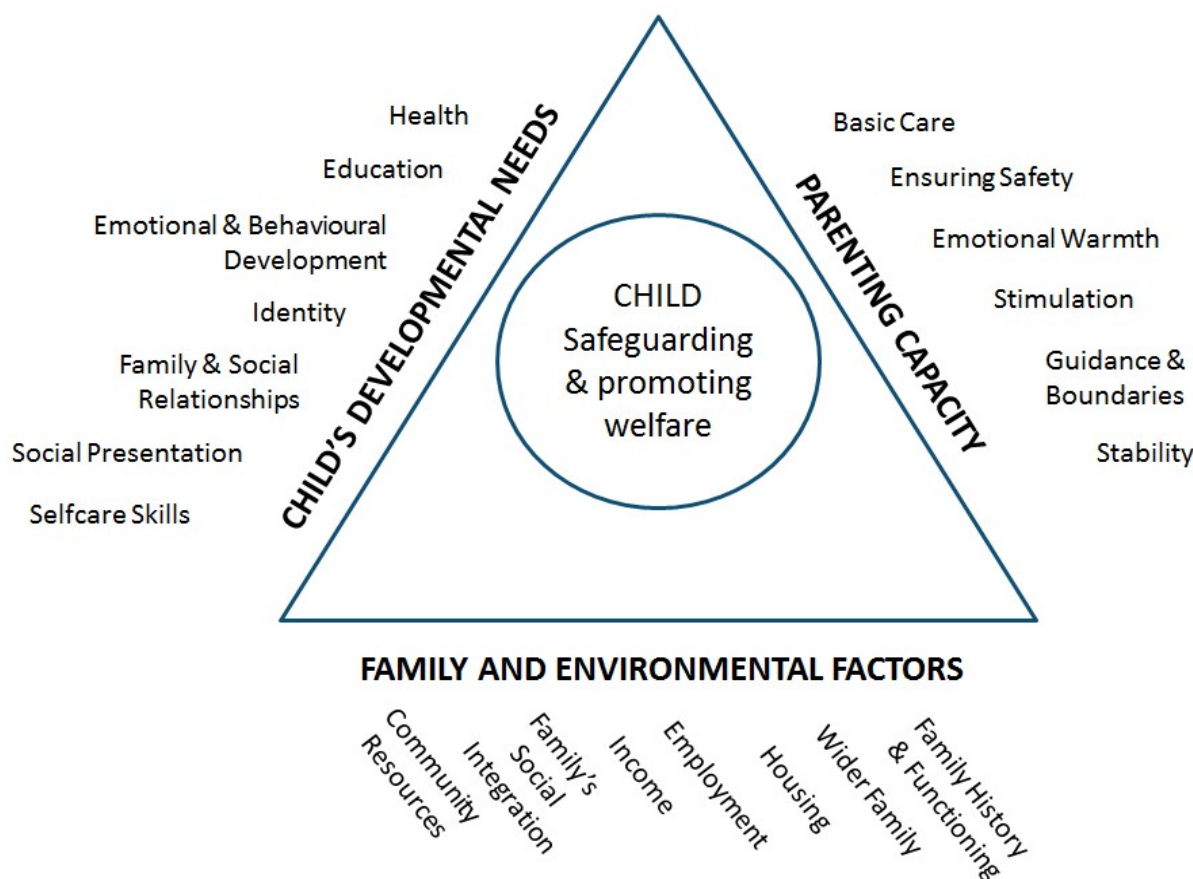 Health
Education
Emotional & Behavioural
Development
Identity
Family & Social
Relationships
Social Presentation
Selfcare Skills
CHILD'S DEVELOPMENTAL NEEDS
CHILD
Safeguarding
& promoting
welfare
PARENTING CAPACITY
Basic Care
Ensuring Safety
Emotional Warmth
Stimulation
Guidance &
Boundaries
Stability
FAMILY AND ENVIRONMENTAL FACTORS
Community
Resources
Family's
Social
Integration
Income
Employment
Housing
Wider Family
Family History
& Functioning